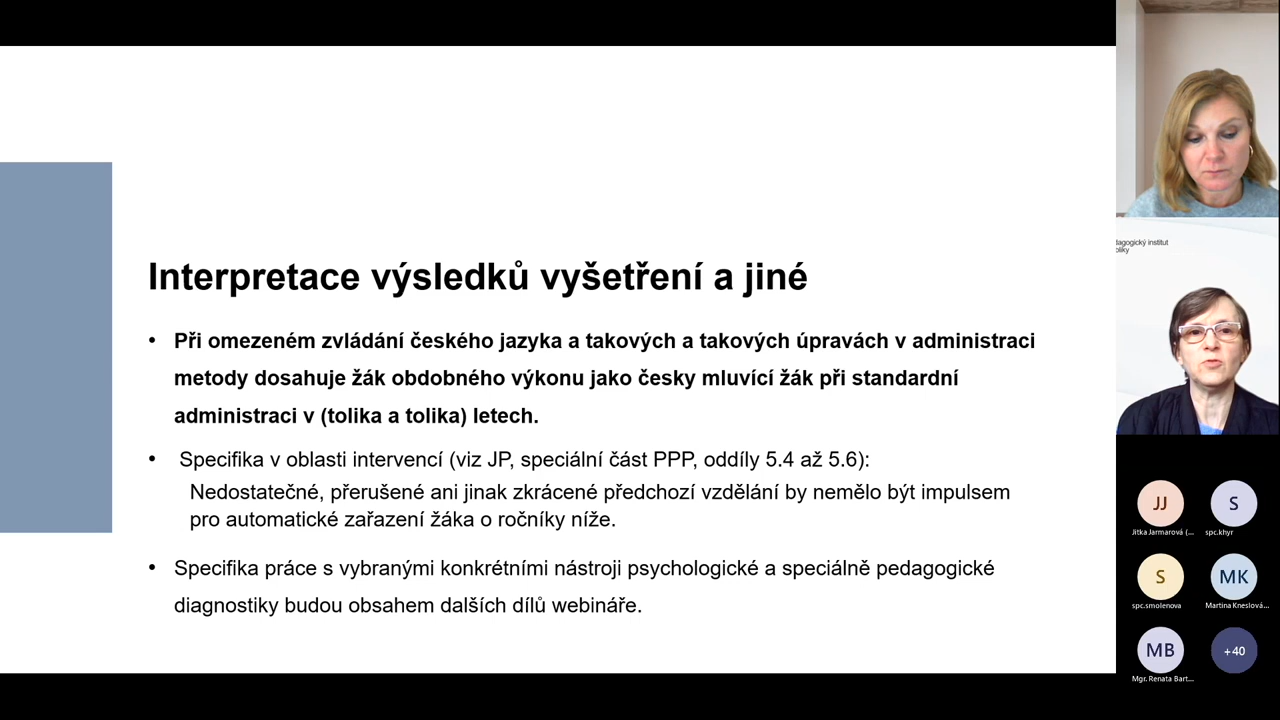 Interpretace výsledků vyšetření a jiné
• Při omezeném zvládání českého jazyka a takových a takových úpravách v administraci
metody dosahuje žák obdobného výkonu jako česky mluvící žák při standardní
administraci v (tolika a tolika) letech.
• Specifika v oblasti intervencí (viz JP, speciální část PPP, oddíly 5.4 až 5.6):
Nedostatečné, přerušené ani jinak zkrácené předchozí vzdělání by nemělo být impulsem
pro automatické zařazení žáka o ročníky níže.
• Specifika práce s vybranými konkrétními nástroji psychologické a speciálně pedagogické
diagnostiky budou obsahem dalších dílů webináře.
dagogický institut
oliky
JJ
S
Jitka Jarmarová (...
spc.khyr
S
MK
spc.smolenova
Martina Kneslová...
MB
+40
Mgr. Renata Bart...